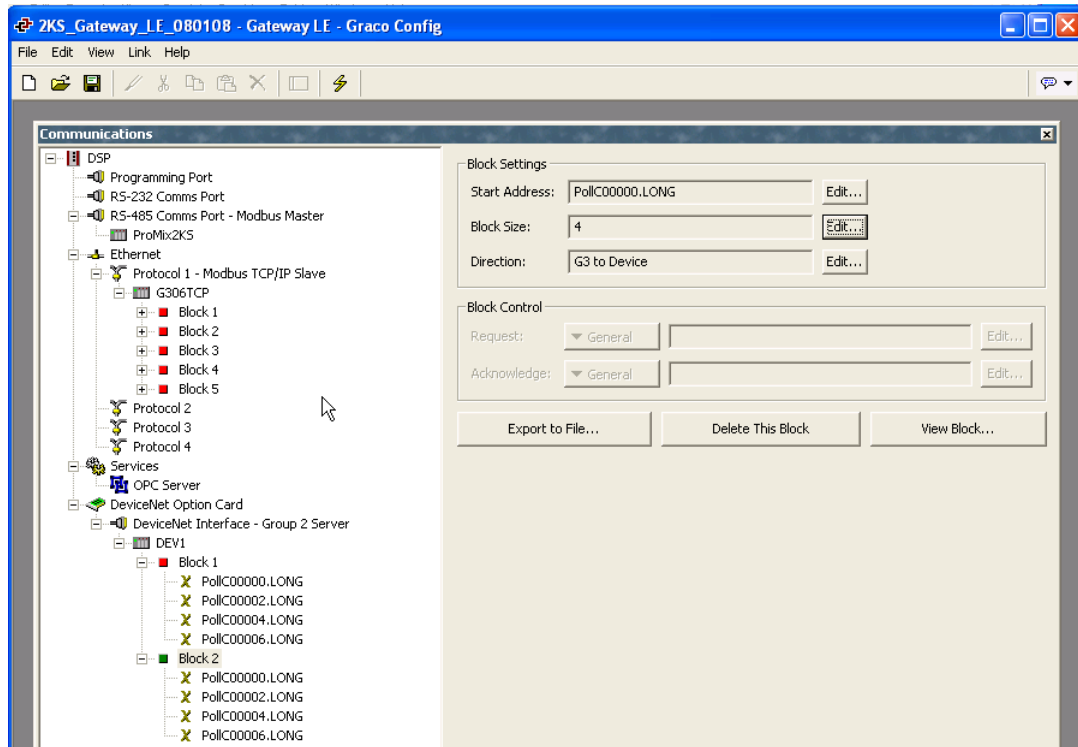 2KS_Gateway_LE_080108 - Gateway LE - Graco Config
File Edit View Link Help
Communications
DSP
Programming Port
RS-232 Comms Port
RS-485 Comms Port - Modbus Master
ProMix2KS
Ethernet
Protocol 1 - Modbus TCP/IP Slave
G306TCP
Block 1
Block 2
Block 3
Block 4
Block 5
Protocol 2
Protocol 3
Protocol 4
Services
OPC Server
DeviceNet Option Card
DeviceNet Interface - Group 2 Server
DEV1
Block 1
PollC00000.LONG
PollC00002.LONG
PollC00004.LONG
PollC00006.LONG
Block 2
PollC00000.LONG
PollC00002.LONG
PollC00004.LONG
PollC00006.LONG
Block Settings
Start Address: PollC00000.LONG Edit...
Block Size: 4 Edit...
Direction: G3 to Device Edit...
Block Control
Request: General Edit...
Acknowledge: General Edit...
Export to File... Delete This Block View Block...